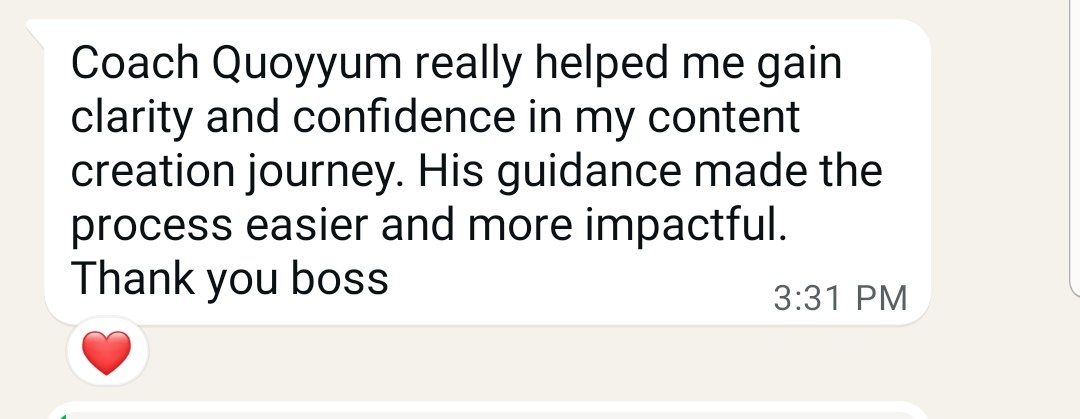 Coach Quoyyum really helped me gain
clarity and confidence in my content
creation journey. His guidance made the
process easier and more impactful.
Thank you boss
3:31 PM